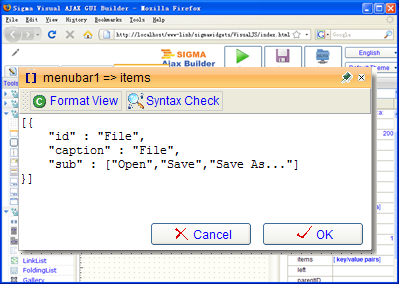 Sigma Visual AJAX GUI Builder - Mozilla Firefox
File Edit View History Bookmarks Tools Help
http://localhost/www-link/sigmawidgets/VisualJS/index.html
Google
SIGMA
Ajax Builder
English
Default Theme
Tools
menubar1 => items
Format View
Syntax Check
200
[{
"id" : "File",
"caption" : "File",
"sub" : ["Open","Save","Save As..."]
}]
Cancel
OK
LinkList
FoldingList
Gallery
items [ key/value pairs]
left
parentID